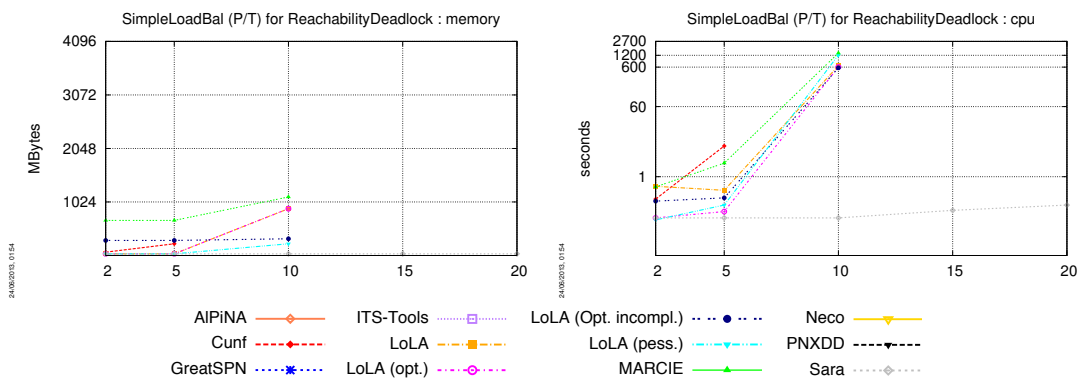 SimpleLoadBal (P/T) for ReachabilityDeadlock : memory
4096
3072
2048
1024
MBytes
2 5 10 15 20
24/06/2013, 01:54
SimpleLoadBal (P/T) for ReachabilityDeadlock : cpu
2700
1200
600
60
1
seconds
2 5 10 15 20
24/06/2013, 01:54
AlPiNA ITS-Tools LoLA (Opt. incompl.) Neco
Cunf LoLA LoLA (pess.) PNXDD
GreatSPN LoLA (opt.) MARCIE Sara